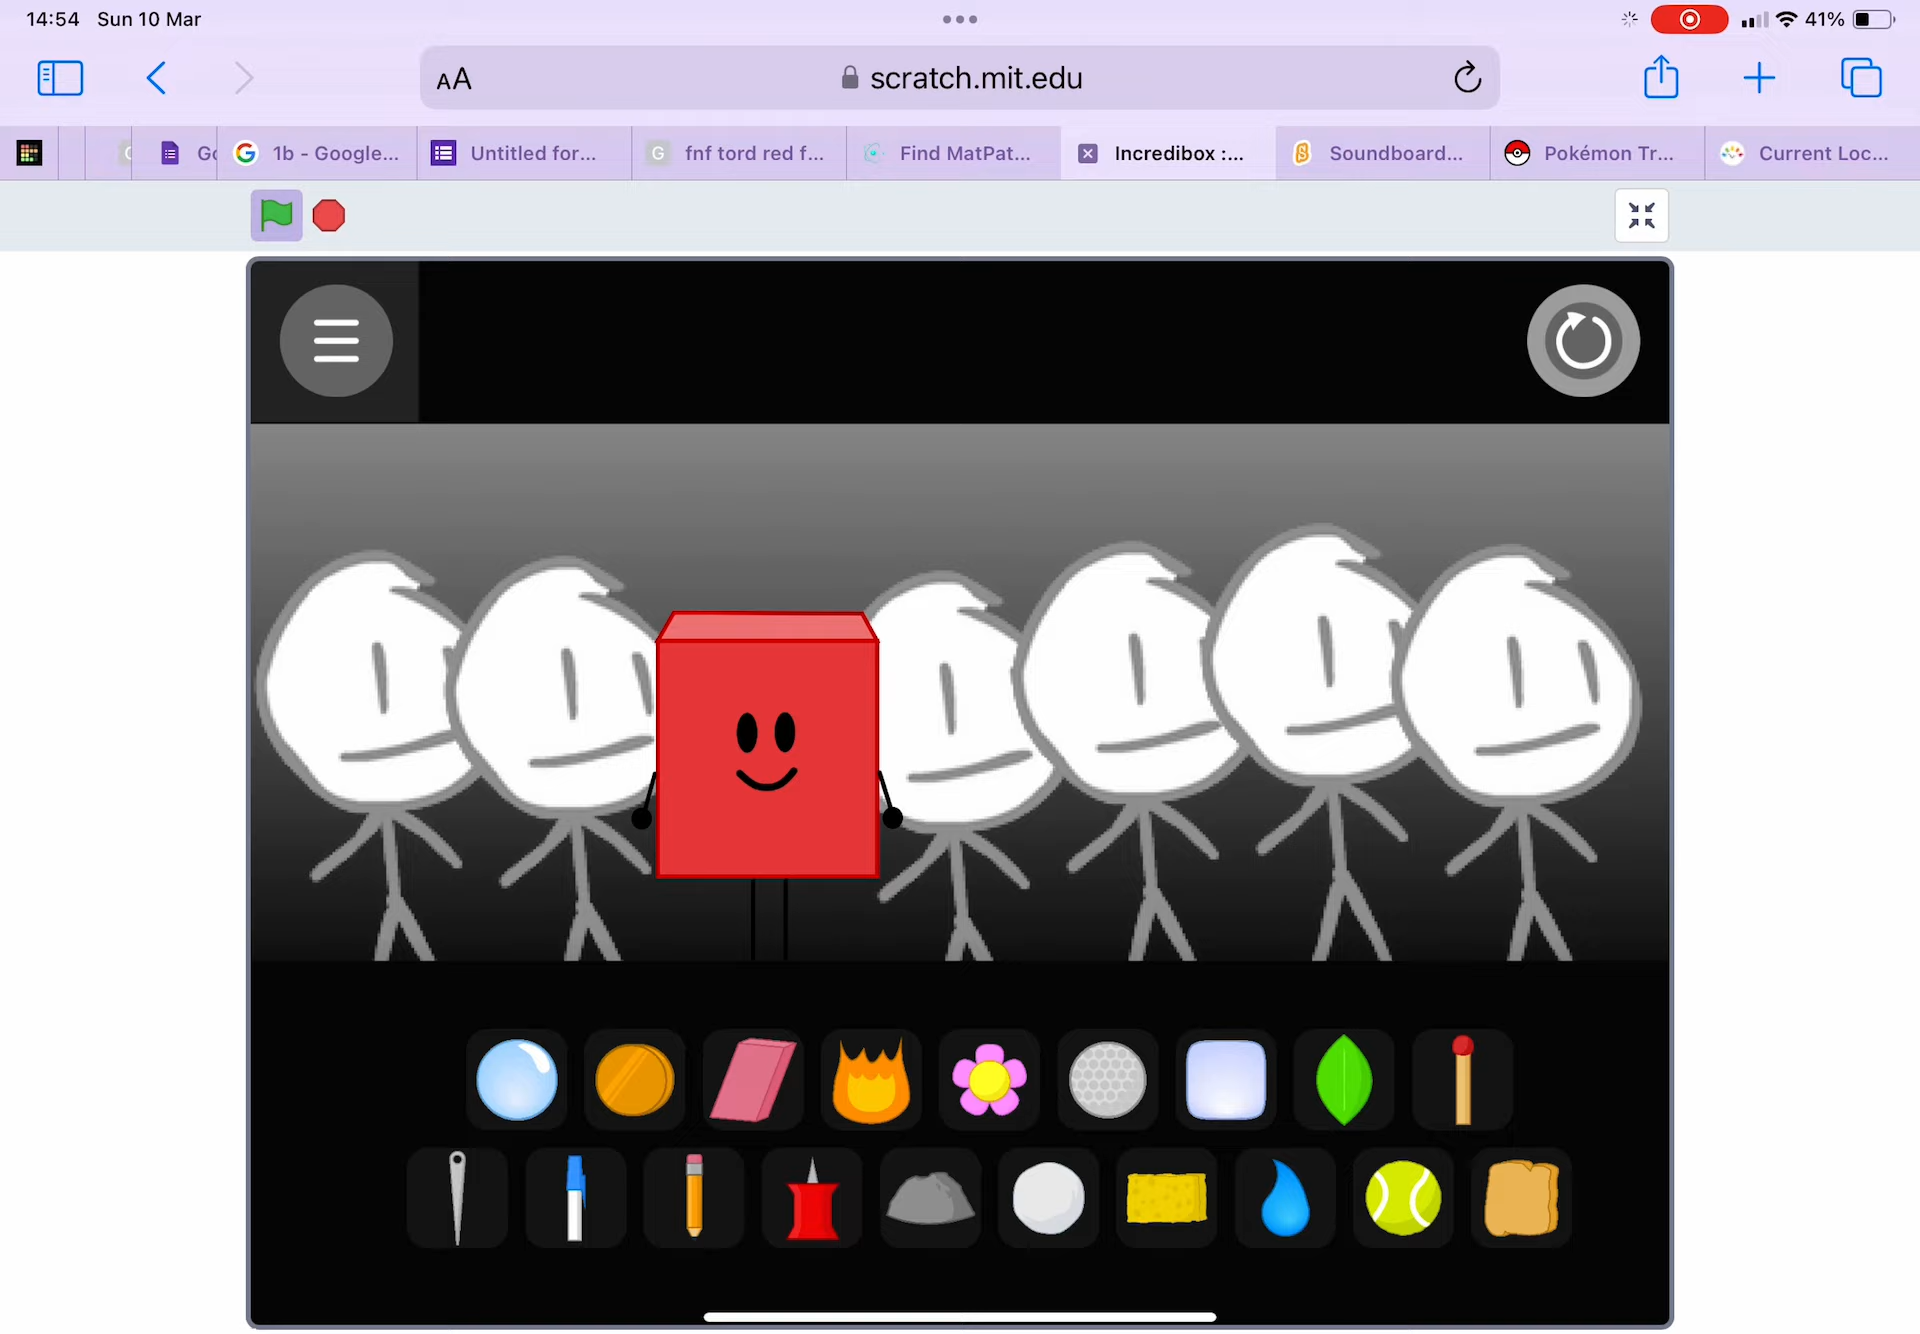 14:54 Sun 10 Mar
41%
AA
scratch.mit.edu
1b - Google...
Untitled for...
fnf tord red f...
Find MatPat...
Incredibox :...
Soundboard...
Pokémon Tr...
Current Loc...